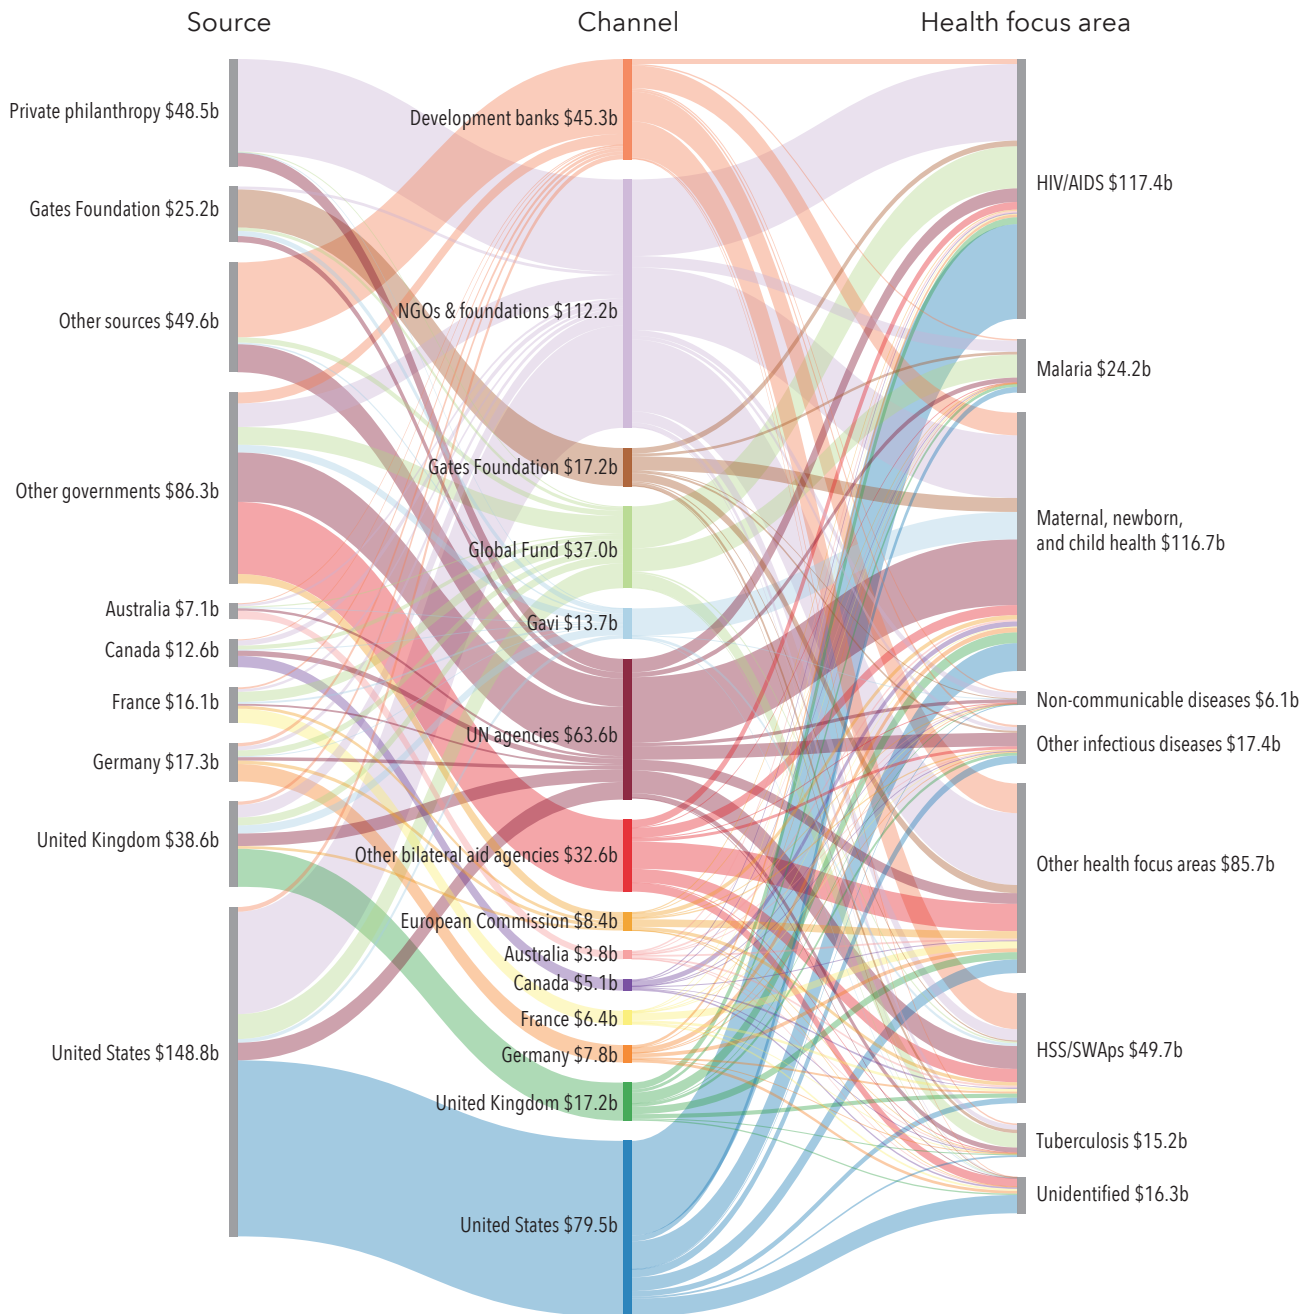 Source
Channel
Health focus area
Private philanthropy $48.5b
Gates Foundation $25.2b
Other sources $49.6b
Other governments $86.3b
Australia $7.1b
Canada $12.6b
France $16.1b
Germany $17.3b
United Kingdom $38.6b
United States $148.8b
Development banks $45.3b
NGOs & foundations $112.2b
Gates Foundation $17.2b
Global Fund $37.0b
Gavi $13.7b
UN agencies $63.6b
Other bilateral aid agencies $32.6b
European Commission $8.4b
Australia $3.8b
Canada $5.1b
France $6.4b
Germany $7.8b
United Kingdom $17.2b
United States $79.5b
HIV/AIDS $117.4b
Malaria $24.2b
Maternal, newborn,
and child health $116.7b
Non-communicable diseases $6.1b
Other infectious diseases $17.4b
Other health focus areas $85.7b
HSS/SWAps $49.7b
Tuberculosis $15.2b
Unidentified $16.3b